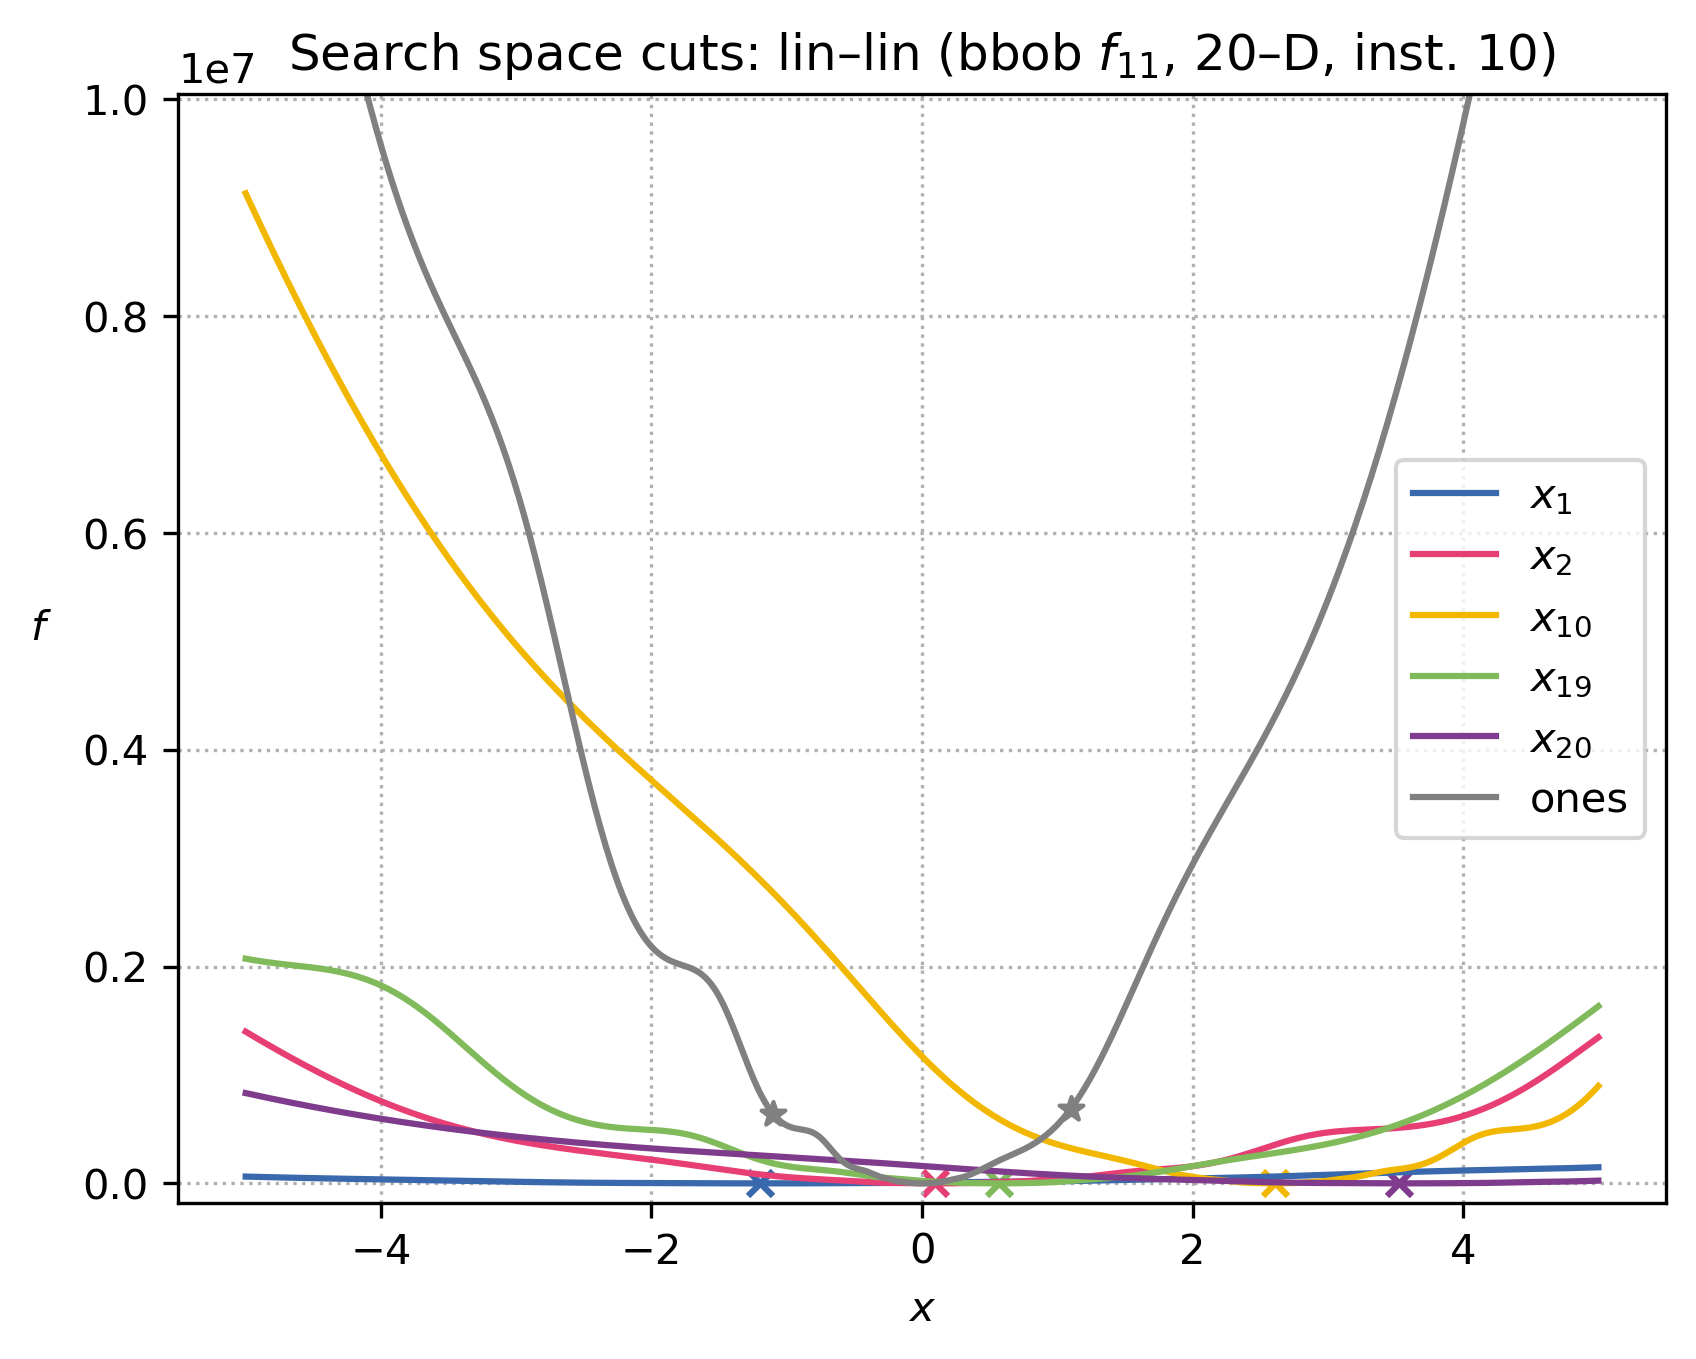 Search space cuts: lin–lin (bbob f₁₁, 20–D, inst. 10)
1e7
1.0
0.8
0.6
0.4
0.2
0.0
f
−4 −2 0 2 4
x
x₁
x₂
x₁₀
x₁₉
x₂₀
ones